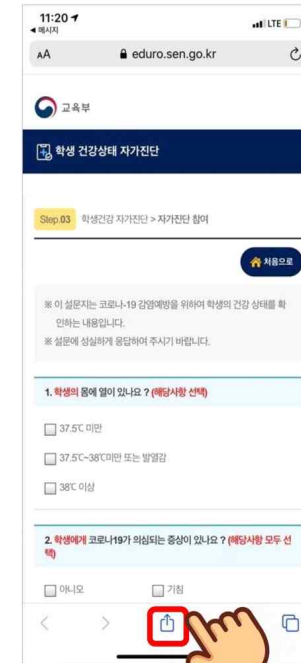 11:20
LTE
◀ 메시지
AA eduro.sen.go.kr
교육부
학생 건강상태 자가진단
Step.03 학생건강 자가진단 > 자가진단 참여
처음으로
※ 이 설문지는 코로나-19 감염예방을 위하여 학생의 건강 상태를 확
인하는 내용입니다.
※ 설문에 성실하게 응답하여 주시기 바랍니다.
1. 학생의 몸에 열이 있나요 ? (해당사항 선택)
37.5℃ 미만
37.5℃~38℃미만 또는 발열감
38℃ 이상
2. 학생에게 코로나19가 의심되는 증상이 있나요 ? (해당사항 모두 선
택)
아니오 기침